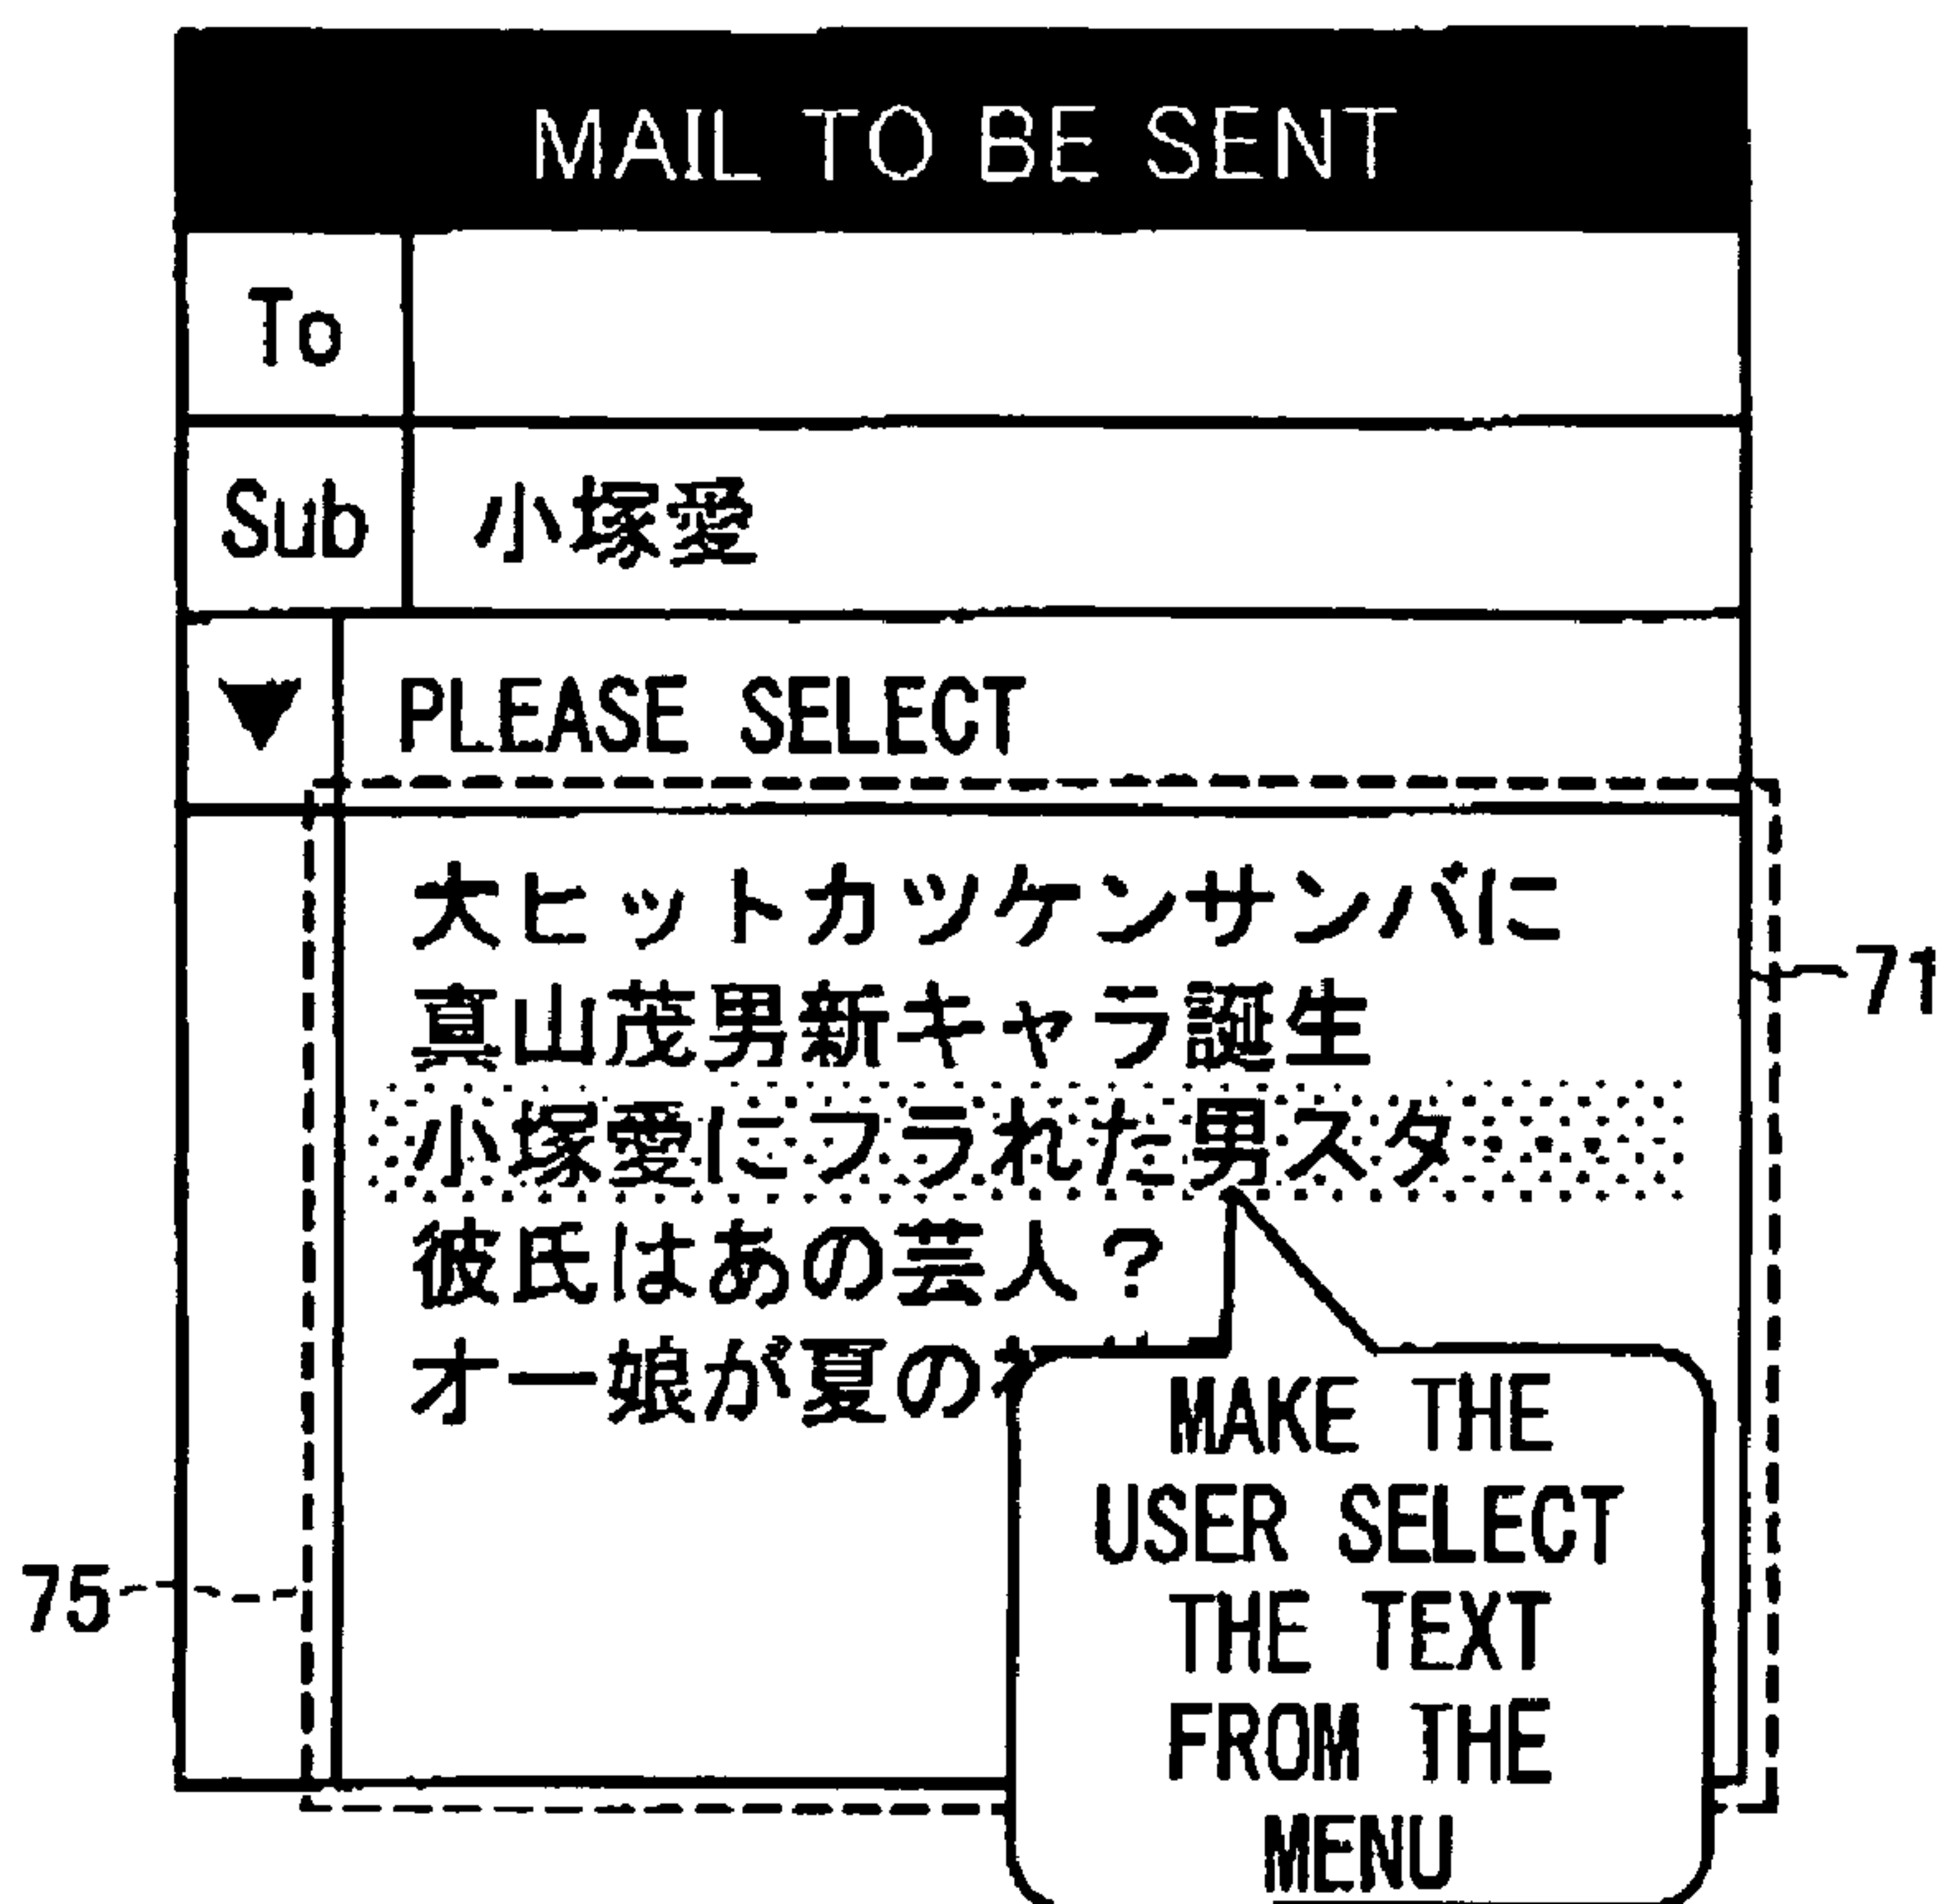 MAIL TO BE SENT
To
Sub 小塚愛
▼ PLEASE SELECT
大ヒットカツケンサンバに
真山茂男新キャラ誕生
小塚愛にフラれた男スタ
彼氏はあの芸人?
オー娘が夏の
71
75
MAKE THE
USER SELECT
THE TEXT
FROM THE
MENU